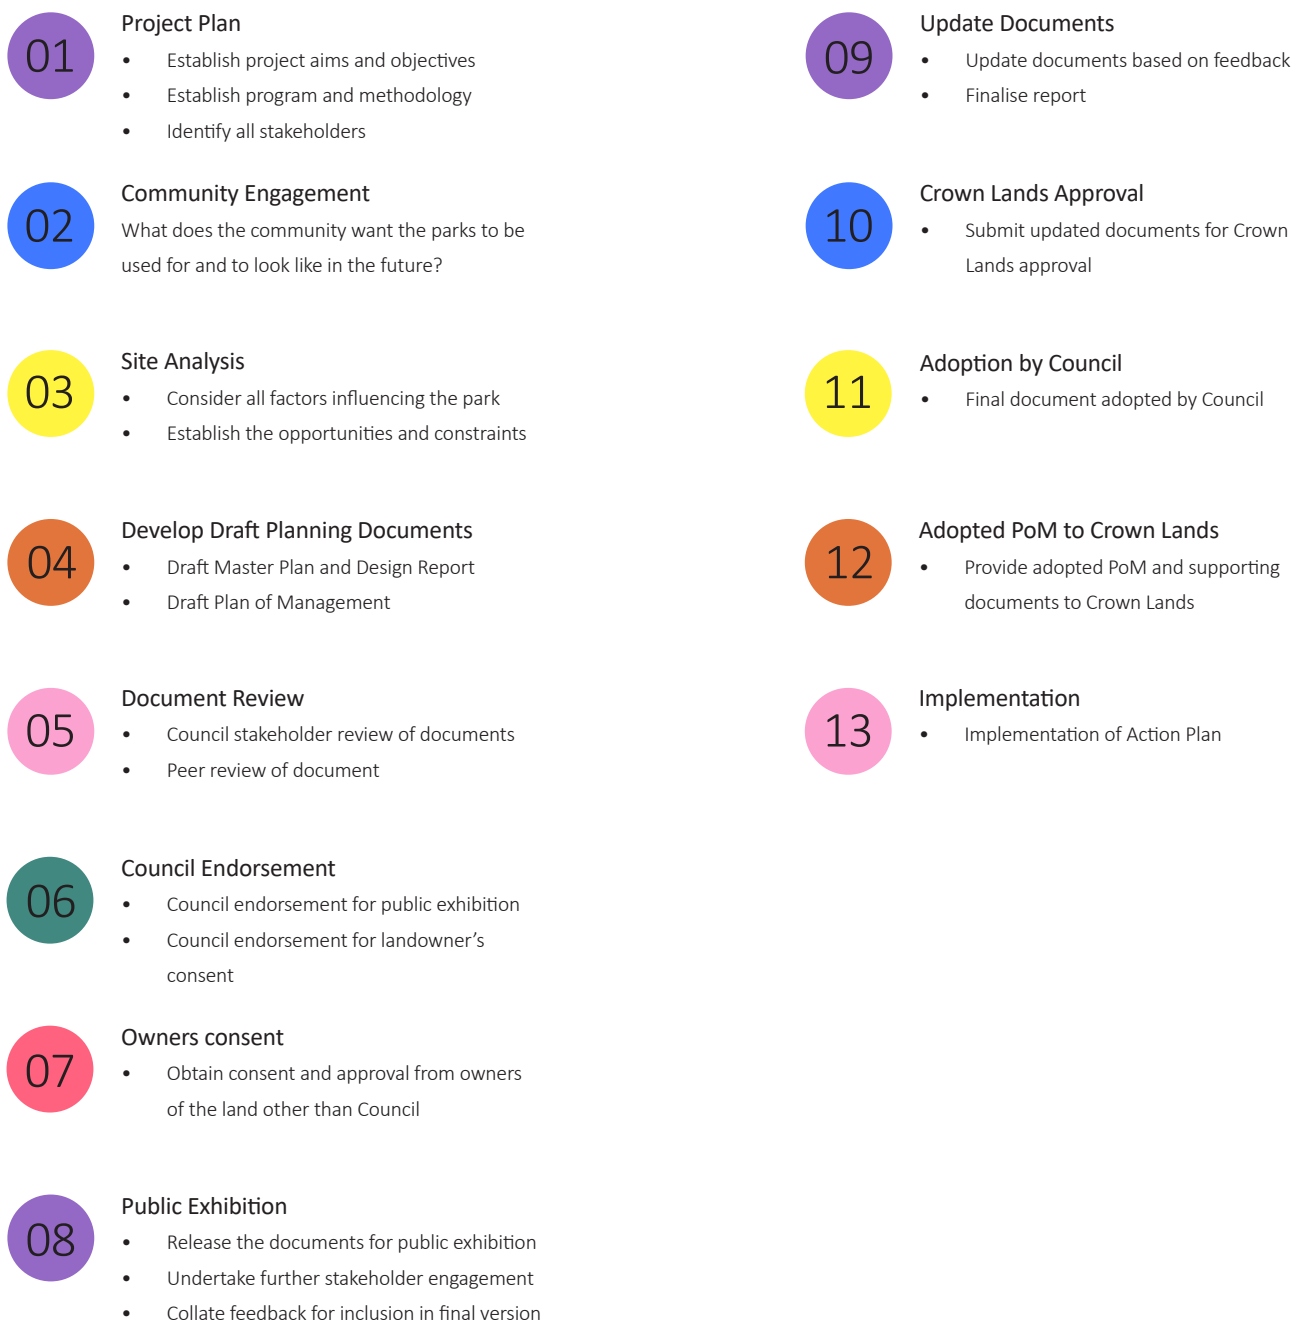 01
Project Plan
• Establish project aims and objectives
• Establish program and methodology
• Identify all stakeholders
02
Community Engagement
What does the community want the parks to be
used for and to look like in the future?
03
Site Analysis
• Consider all factors influencing the park
• Establish the opportunities and constraints
04
Develop Draft Planning Documents
• Draft Master Plan and Design Report
• Draft Plan of Management
05
Document Review
• Council stakeholder review of documents
• Peer review of document
06
Council Endorsement
• Council endorsement for public exhibition
• Council endorsement for landowner’s
consent
07
Owners consent
• Obtain consent and approval from owners
of the land other than Council
08
Public Exhibition
• Release the documents for public exhibition
• Undertake further stakeholder engagement
• Collate feedback for inclusion in final version
09
Update Documents
• Update documents based on feedback
• Finalise report
10
Crown Lands Approval
• Submit updated documents for Crown
Lands approval
11
Adoption by Council
• Final document adopted by Council
12
Adopted PoM to Crown Lands
• Provide adopted PoM and supporting
documents to Crown Lands
13
Implementation
• Implementation of Action Plan